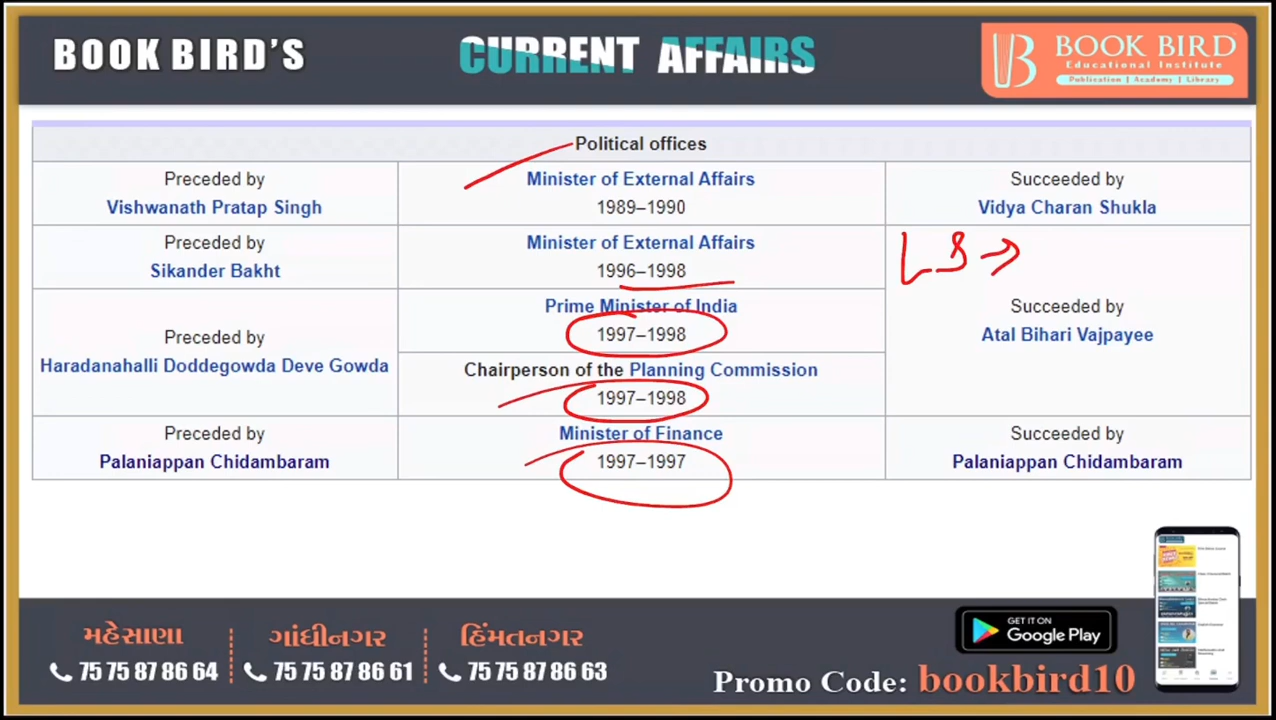 BOOK BIRD'S
CURRENT AFFAIRS
BOOK BIRD
Educational Institute
Publication | Academy | Library
Political offices
Preceded by
Vishwanath Pratap Singh
Minister of External Affairs
1989–1990
Succeeded by
Vidya Charan Shukla
Preceded by
Sikander Bakht
Minister of External Affairs
1996–1998
LS →
Preceded by
Haradanahalli Doddegowda Deve Gowda
Prime Minister of India
1997–1998
Chairperson of the Planning Commission
1997–1998
Succeeded by
Atal Bihari Vajpayee
Preceded by
Palaniappan Chidambaram
Minister of Finance
1997–1997
Succeeded by
Palaniappan Chidambaram
મહેસાણા
75 75 87 86 64
ગાંધીનગર
75 75 87 86 61
હિંમતનગર
75 75 87 86 63
GET IT ON
Google Play
Promo Code: bookbird10